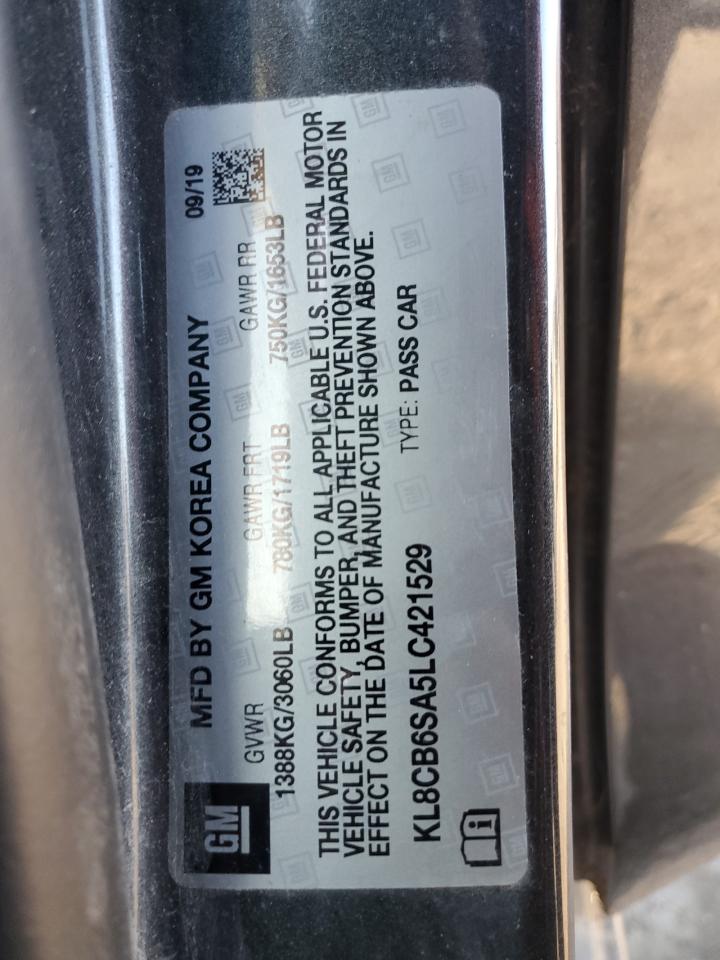 GM
MFD BY GM KOREA COMPANY 09/19
GVWR GAWR FRT GAWR RR
1388KG/3060LB 780KG/1719LB 750KG/1653LB
THIS VEHICLE CONFORMS TO ALL APPLICABLE U.S. FEDERAL MOTOR
VEHICLE SAFETY, BUMPER, AND THEFT PREVENTION STANDARDS IN
EFFECT ON THE DATE OF MANUFACTURE SHOWN ABOVE.
KL8CB6SA5LC421529 TYPE: PASS CAR